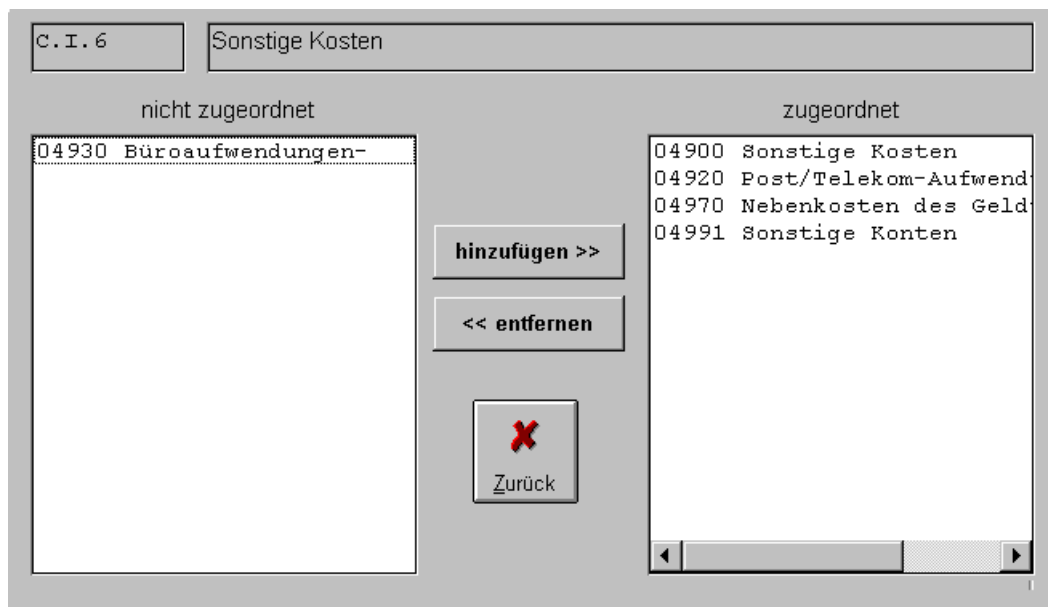 C.I.6
Sonstige Kosten
nicht zugeordnet
zugeordnet
04930 Büroaufwendungen-
04900 Sonstige Kosten
04920 Post/Telekom-Aufwend
04970 Nebenkosten des Geld
04991 Sonstige Konten
hinzufügen >>
<< entfernen
Zurück